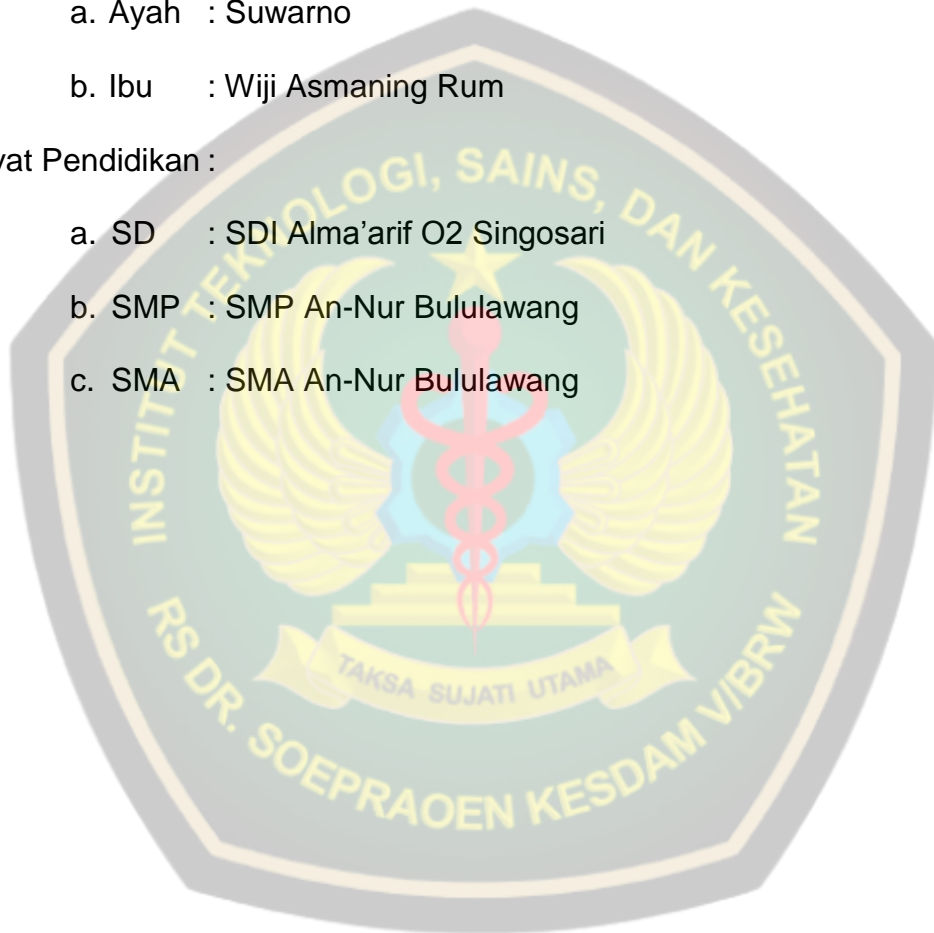 a. Ayah : Suwarno
b. Ibu : Wiji Asmaning Rum
yat Pendidikan :
a. SD : SDI Alma’arif O2 Singosari
b. SMP : SMP An-Nur Bululawang
c. SMA : SMA An-Nur Bululawang
INSTITUT TEKNOLOGI, SAINS, DAN KESEHATAN
TAKSA SUJATI UTAMA
RS DR. SOEPRAOEN KESDAM V/BRW